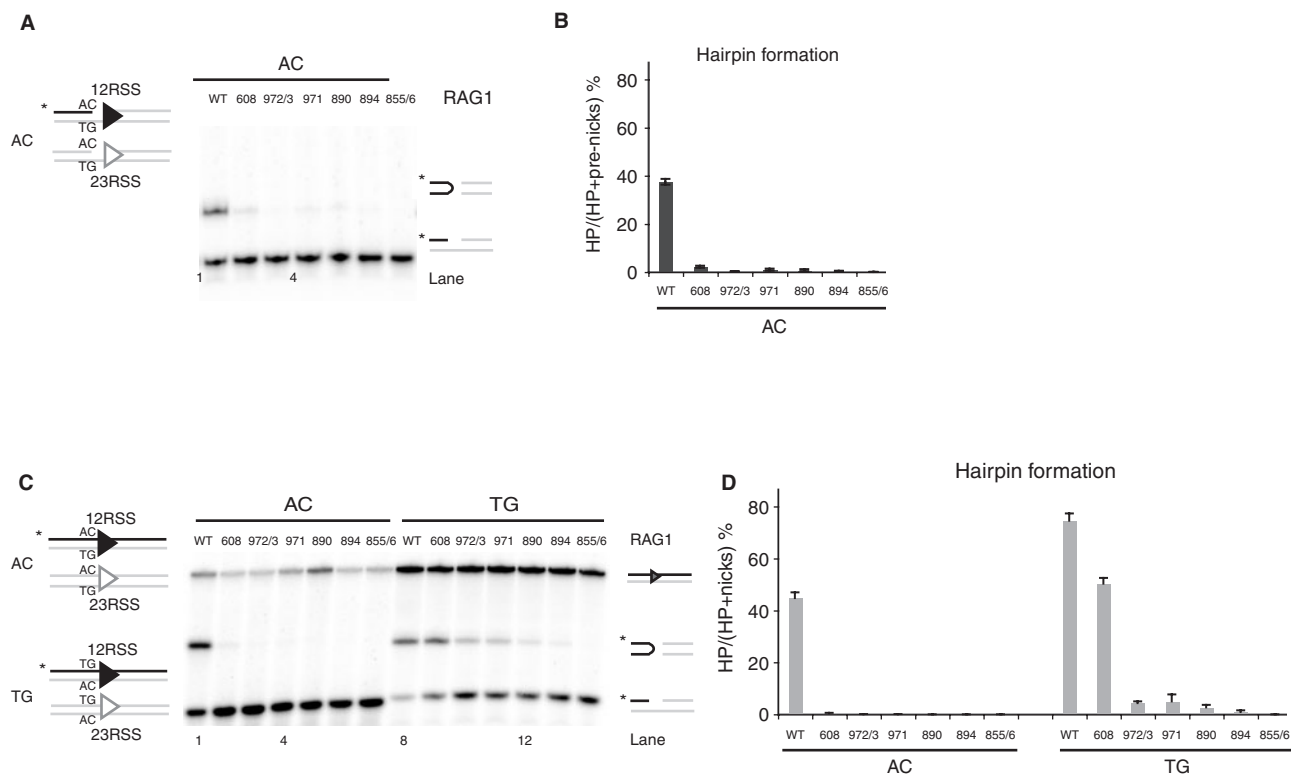 A
AC
WT 608 972/3 971 890 894 855/6 RAG1
12RSS
* AC
TG
AC
AC
TG
23RSS
*
*
1 4 Lane
B
Hairpin formation
HP/(HP+pre-nicks) %
80
60
40
20
0
WT 608 972/3 971 890 894 855/6
AC
C
AC TG
WT 608 972/3 971 890 894 855/6 WT 608 972/3 971 890 894 855/6 RAG1
12RSS
* AC
TG
AC
AC
TG
23RSS
12RSS
* TG
AC
TG
TG
AC
23RSS
*
*
1 4 8 12 Lane
D
Hairpin formation
HP/(HP+nicks) %
80
60
40
20
0
WT 608 972/3 971 890 894 855/6 WT 608 972/3 971 890 894 855/6
AC TG